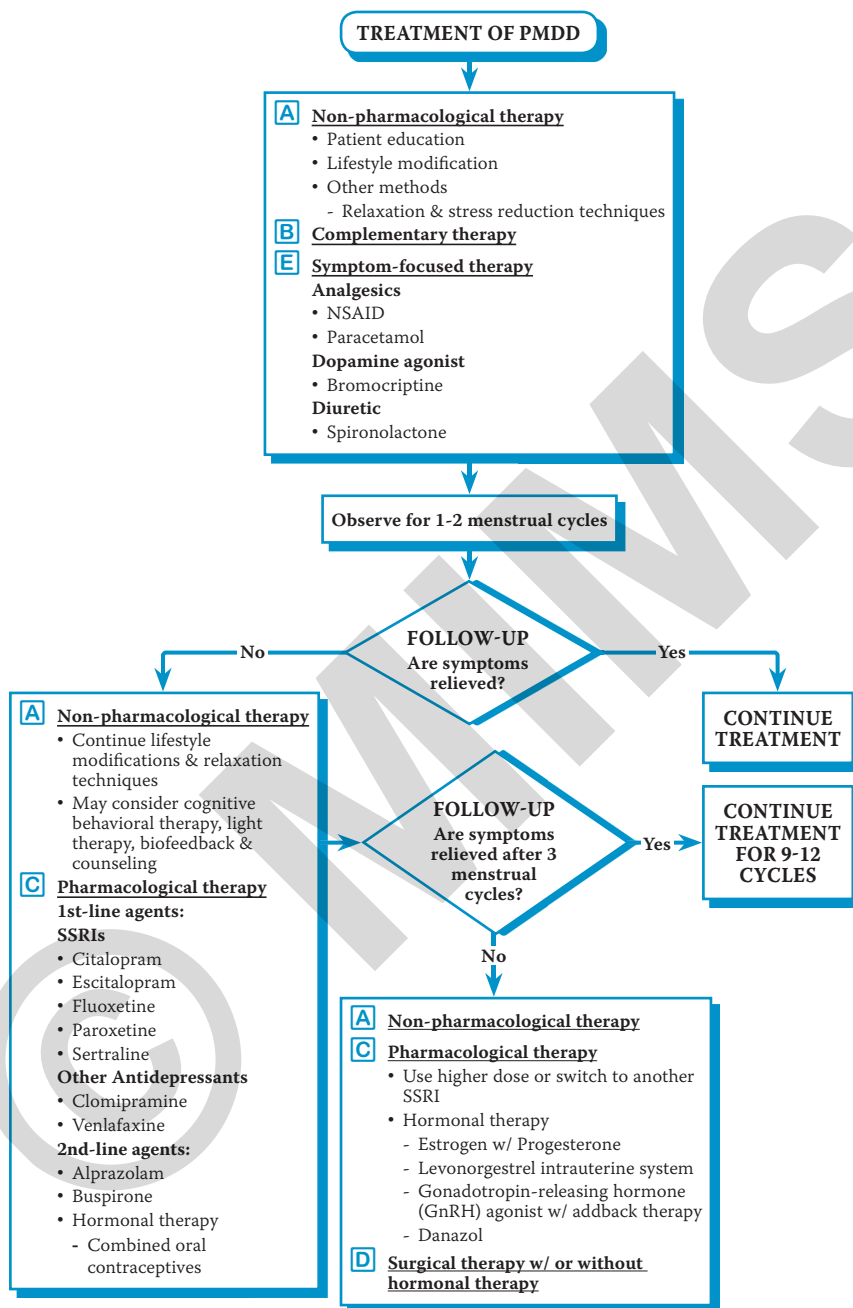 TREATMENT OF PMDD
A Non-pharmacological therapy
• Patient education
• Lifestyle modification
• Other methods
- Relaxation & stress reduction techniques
B Complementary therapy
E Symptom-focused therapy
Analgesics
• NSAID
• Paracetamol
Dopamine agonist
• Bromocriptine
Diuretic
• Spironolactone
Observe for 1-2 menstrual cycles
FOLLOW-UP
Are symptoms
relieved?
No
Yes
CONTINUE
TREATMENT
A Non-pharmacological therapy
• Continue lifestyle
modifications & relaxation
techniques
• May consider cognitive
behavioral therapy, light
therapy, biofeedback &
counseling
C Pharmacological therapy
1st-line agents:
SSRIs
• Citalopram
• Escitalopram
• Fluoxetine
• Paroxetine
• Sertraline
Other Antidepressants
• Clomipramine
• Venlafaxine
2nd-line agents:
• Alprazolam
• Buspirone
• Hormonal therapy
- Combined oral
contraceptives
FOLLOW-UP
Are symptoms
relieved after 3
menstrual
cycles?
Yes
CONTINUE
TREATMENT
FOR 9-12
CYCLES
No
A Non-pharmacological therapy
C Pharmacological therapy
• Use higher dose or switch to another
SSRI
• Hormonal therapy
- Estrogen w/ Progesterone
- Levonorgestrel intrauterine system
- Gonadotropin-releasing hormone
(GnRH) agonist w/ addback therapy
- Danazol
D Surgical therapy w/ or without
hormonal therapy
© MIMS